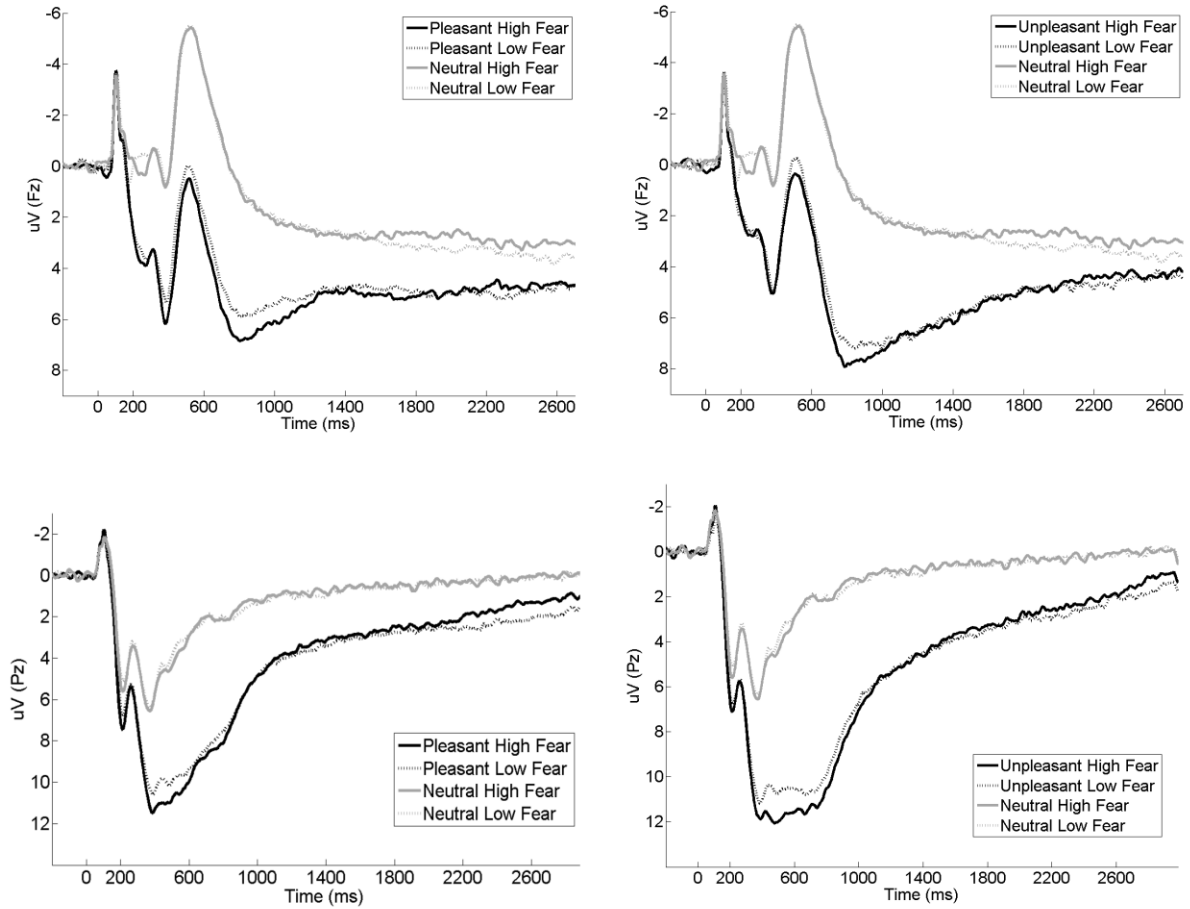 -6
-4
-2
0
2
4
6
8
uV (Fz)
Pleasant High Fear
Pleasant Low Fear
Neutral High Fear
Neutral Low Fear
0 200 600 1000 1400 1800 2200 2600
Time (ms)
-6
-4
-2
0
2
4
6
8
uV (Fz)
Unpleasant High Fear
Unpleasant Low Fear
Neutral High Fear
Neutral Low Fear
0 200 600 1000 1400 1800 2200 2600
Time (ms)
-2
0
2
4
6
8
10
12
uV (Pz)
Pleasant High Fear
Pleasant Low Fear
Neutral High Fear
Neutral Low Fear
0 200 600 1000 1400 1800 2200 2600
Time (ms)
-2
0
2
4
6
8
10
12
uV (Pz)
Unpleasant High Fear
Unpleasant Low Fear
Neutral High Fear
Neutral Low Fear
0 200 600 1000 1400 1800 2200 2600
Time (ms)